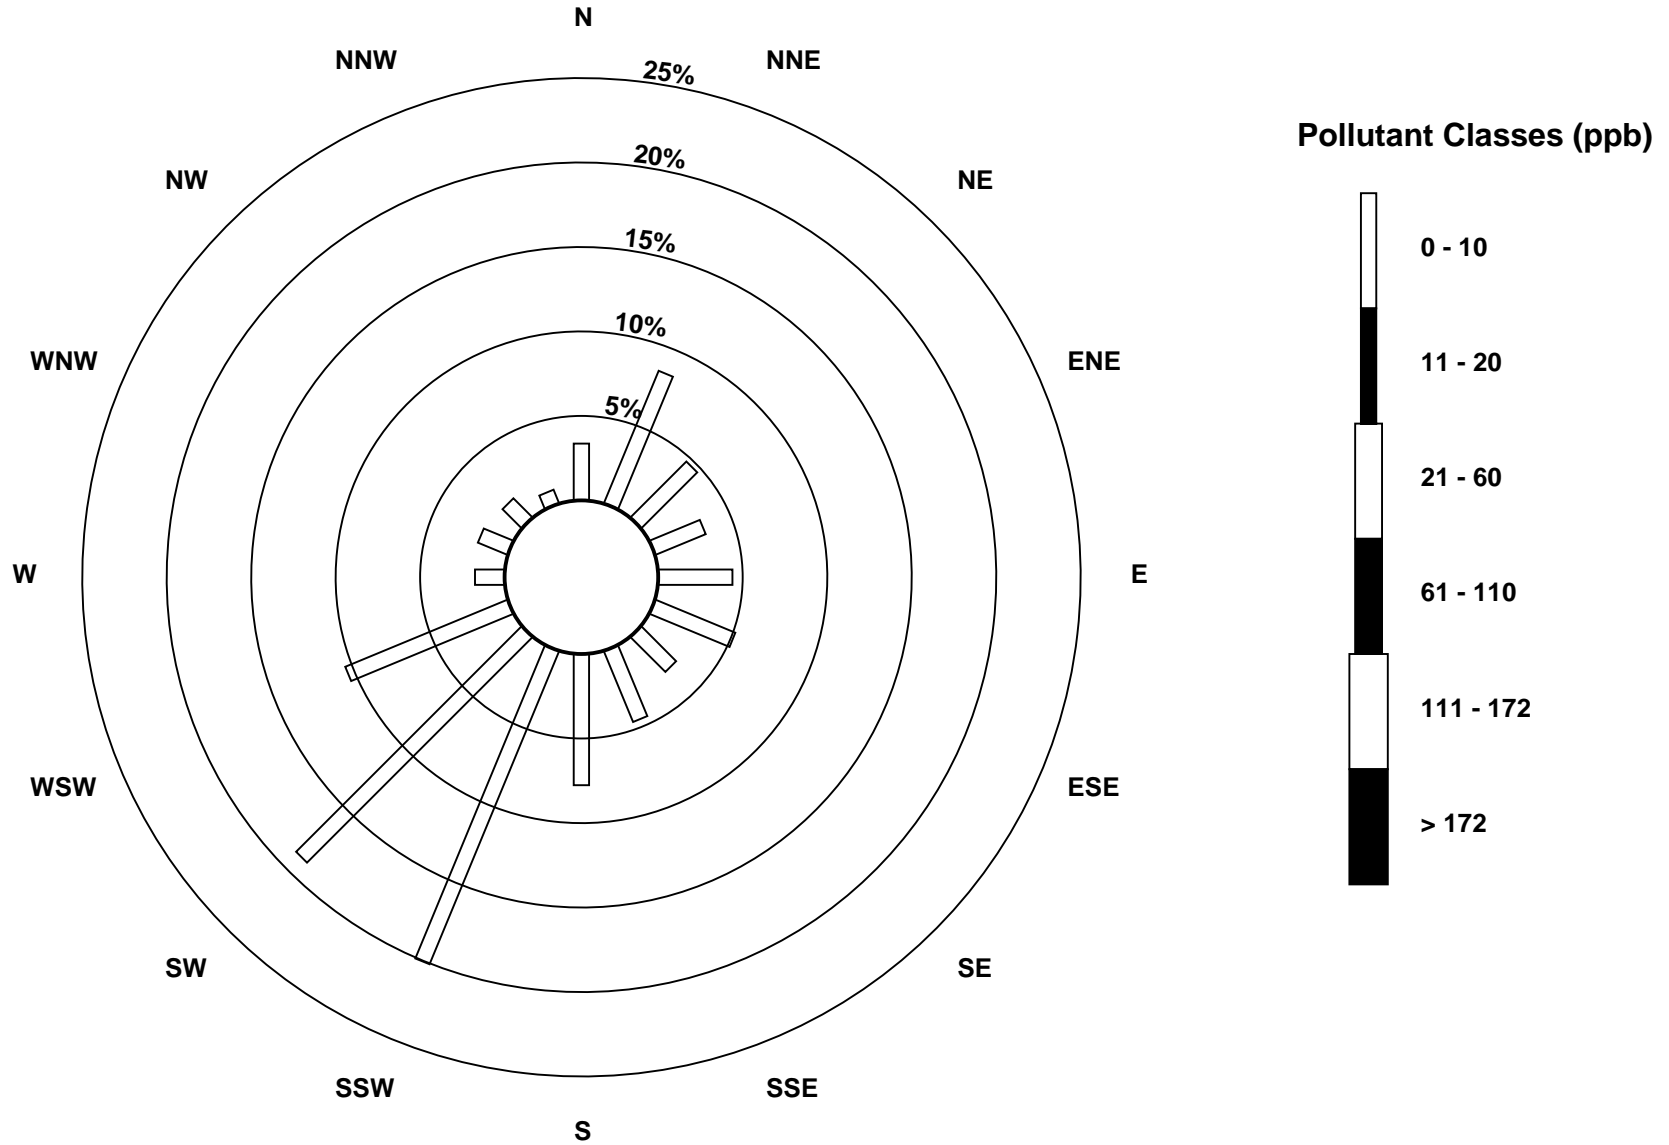 N
NNW
NNE
25%
20%
NW
NE
15%
10%
WNW
ENE
5%
W
E
WSW
ESE
SW
SE
SSW
SSE
S
Pollutant Classes (ppb)
0 - 10
11 - 20
21 - 60
61 - 110
111 - 172
> 172